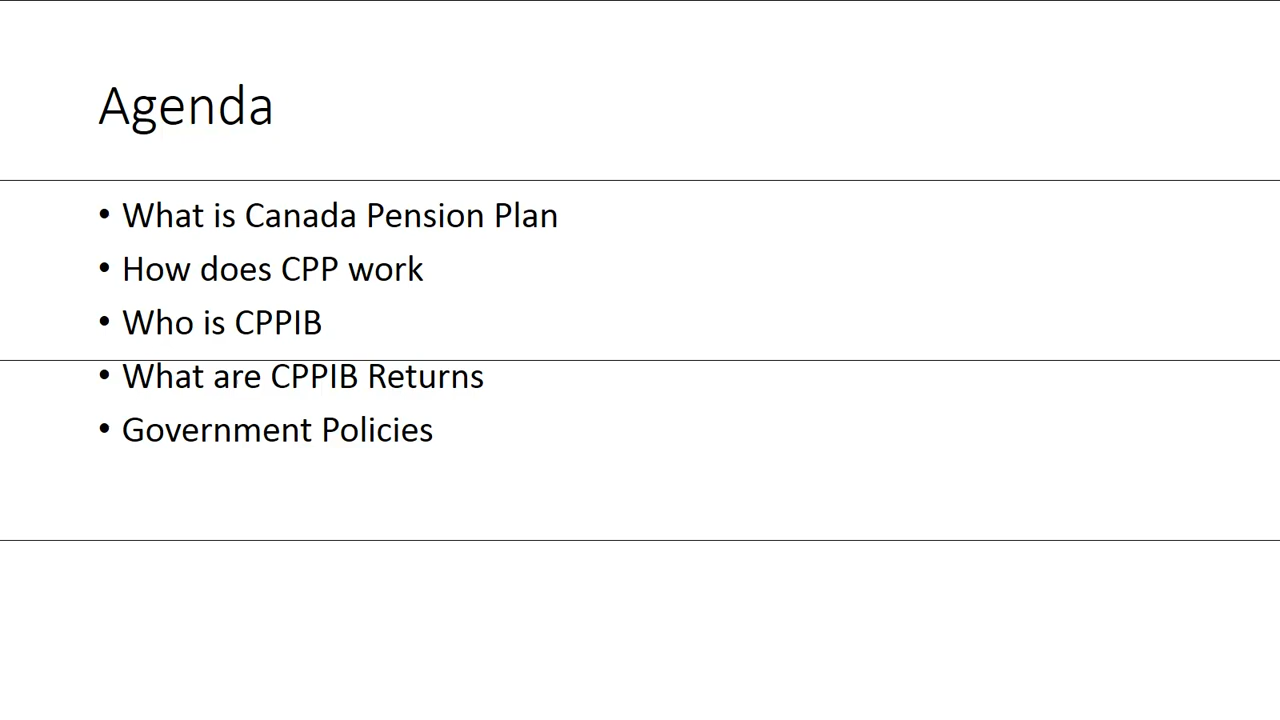 Agenda
• What is Canada Pension Plan
• How does CPP work
• Who is CPPIB
• What are CPPIB Returns
• Government Policies